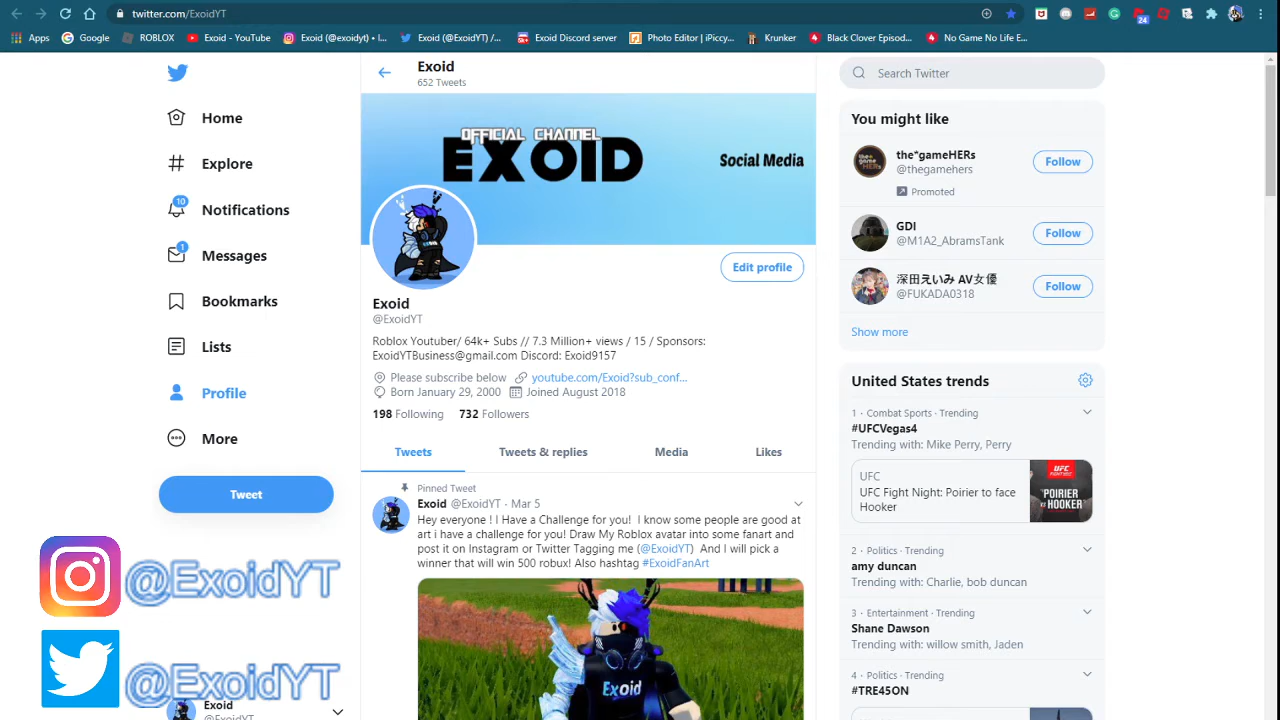 twitter.com/ExoidYT
24
Apps
Google
ROBLOX
Exoid - YouTube
Exoid (@exoidyt) • I...
Exoid (@ExoidYT) /...
Exoid Discord server
Photo Editor | iPiccy...
Krunker
Black Clover Episod...
No Game No Life E...
Home
Explore
10
Notifications
1
Messages
Bookmarks
Lists
Profile
More
Tweet
@ExoidYT
@ExoidYT
Exoid
@ExoidYT
Exoid
652 Tweets
OFFICIAL CHANNEL
EXOID
Social Media
Edit profile
Exoid
@ExoidYT
Roblox Youtuber/ 64k+ Subs // 7.3 Million+ views / 15 / Sponsors:
ExoidYTBusiness@gmail.com Discord: Exoid9157
Please subscribe below youtube.com/Exoid?sub_conf...
Born January 29, 2000 Joined August 2018
198 Following 732 Followers
Tweets Tweets & replies Media Likes
Pinned Tweet
Exoid @ExoidYT · Mar 5
Hey everyone ! I Have a Challenge for you! I know some people are good at
art i have a challenge for you! Draw My Roblox avatar into some fanart and
post it on Instagram or Twitter Tagging me (@ExoidYT) And I will pick a
winner that will win 500 robux! Also hashtag #ExoidFanArt
Exoid
Search Twitter
You might like
the*gameHERs
@thegamehers
Follow
Promoted
GDI
@M1A2_AbramsTank
Follow
深田えいみ AV女優
@FUKADA0318
Follow
Show more
United States trends
1 · Combat Sports · Trending
#UFCVegas4
Trending with: Mike Perry, Perry
UFC
UFC Fight Night: Poirier to face
Hooker
UFC
FIGHT NIGHT
POIRIER
HOOKER
2 · Politics · Trending
amy duncan
Trending with: Charlie, bob duncan
3 · Entertainment · Trending
Shane Dawson
Trending with: willow smith, Jaden
4 · Politics · Trending
#TRE45ON